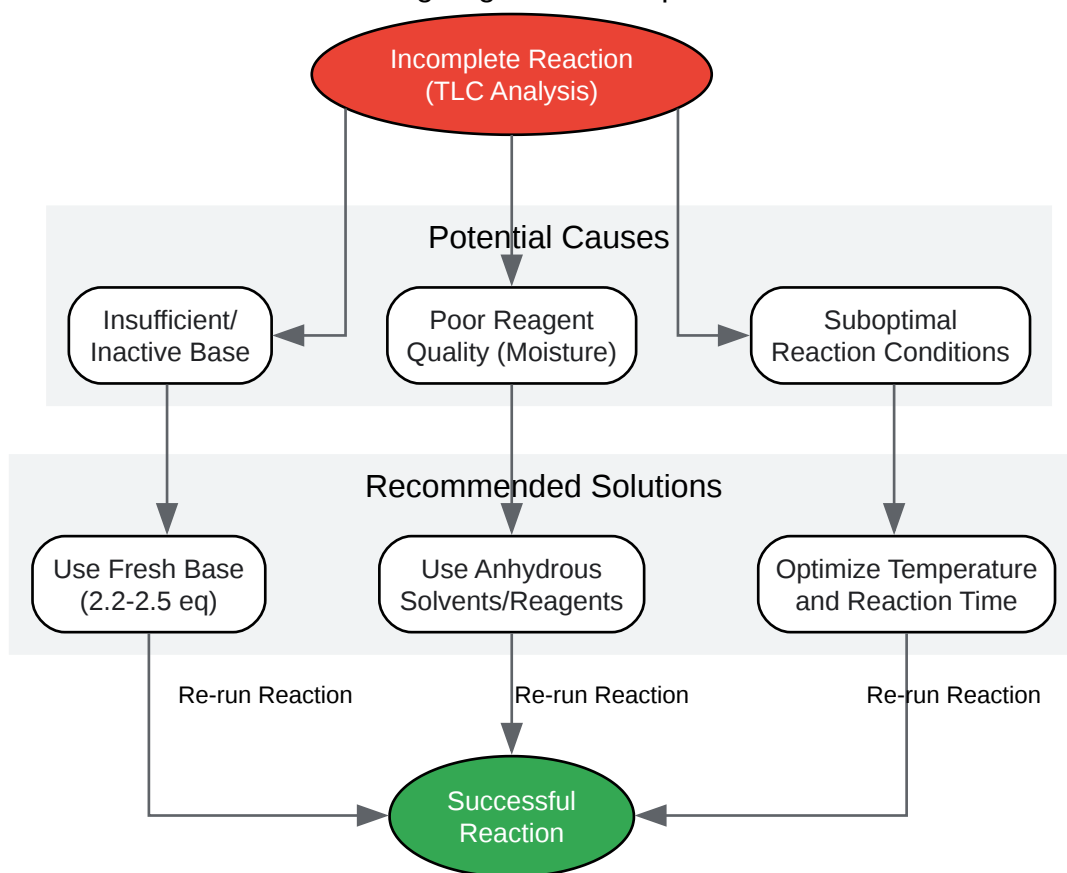 Incomplete Reaction
(TLC Analysis)
Potential Causes
Insufficient/
Inactive Base
Poor Reagent
Quality (Moisture)
Suboptimal
Reaction Conditions
Recommended Solutions
Use Fresh Base
(2.2-2.5 eq)
Use Anhydrous
Solvents/Reagents
Optimize Temperature
and Reaction Time
Re-run Reaction
Re-run Reaction
Re-run Reaction
Successful
Reaction